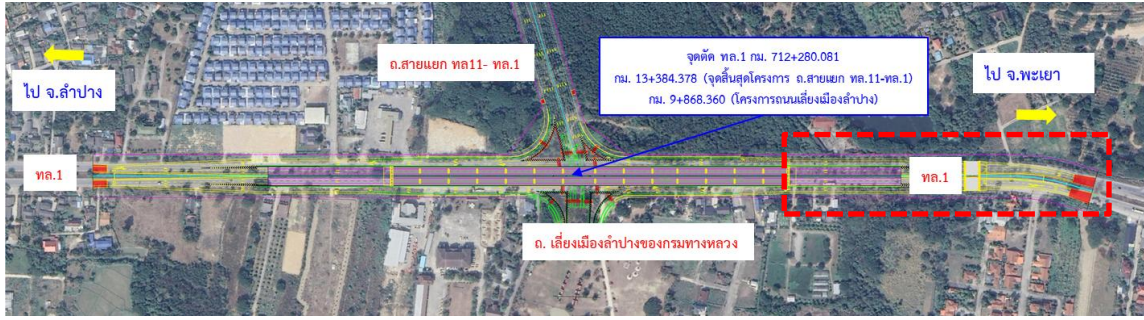 ไป จ.ลำปาง
ถ.สายแยก ทล11- ทล.1
จุดตัด ทล.1 กม. 712+280.081
กม. 13+384.378 (จุดสิ้นสุดโครงการ ถ.สายแยก ทล.11-ทล.1)
กม. 9+868.360 (โครงการถนนเลี่ยงเมืองลำปาง)
ไป จ.พะเยา
ทล.1
ทล.1
ถ. เลี่ยงเมืองลำปางของกรมทางหลวง